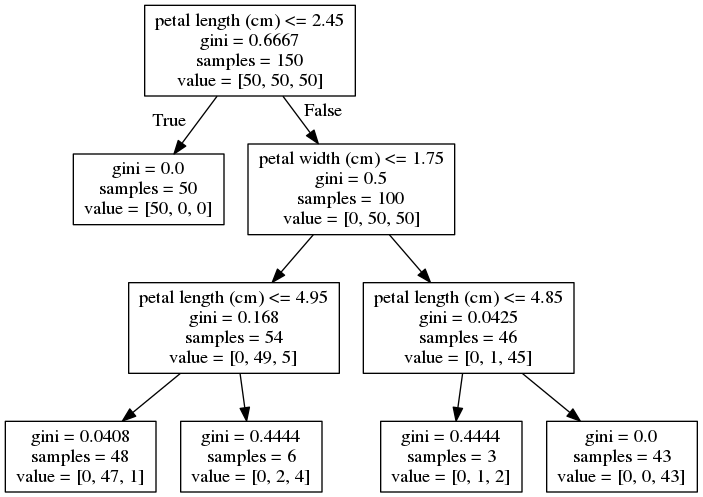 petal length (cm) <= 2.45
gini = 0.6667
samples = 150
value = [50, 50, 50]
True
False
gini = 0.0
samples = 50
value = [50, 0, 0]
petal width (cm) <= 1.75
gini = 0.5
samples = 100
value = [0, 50, 50]
petal length (cm) <= 4.95
gini = 0.168
samples = 54
value = [0, 49, 5]
petal length (cm) <= 4.85
gini = 0.0425
samples = 46
value = [0, 1, 45]
gini = 0.0408
samples = 48
value = [0, 47, 1]
gini = 0.4444
samples = 6
value = [0, 2, 4]
gini = 0.4444
samples = 3
value = [0, 1, 2]
gini = 0.0
samples = 43
value = [0, 0, 43]